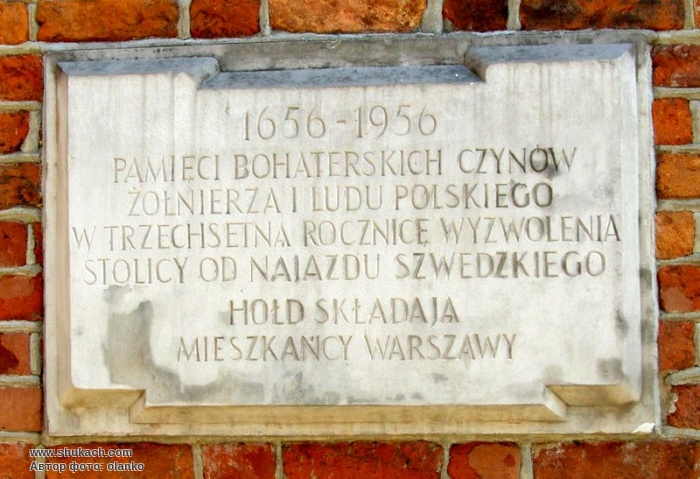 1656-1956
PAMIĘCI BOHATERSKICH CZYNÓW
ŻOŁNIERZA I LUDU POLSKIEGO
W TRZECHSETNĄ ROCZNICĘ WYZWOLENIA
STOLICY OD NAJAZDU SZWEDZKIEGO
HOŁD SKŁADAJĄ
MIESZKAŃCY WARSZAWY
www.shukach.com
Автор фото: olanko